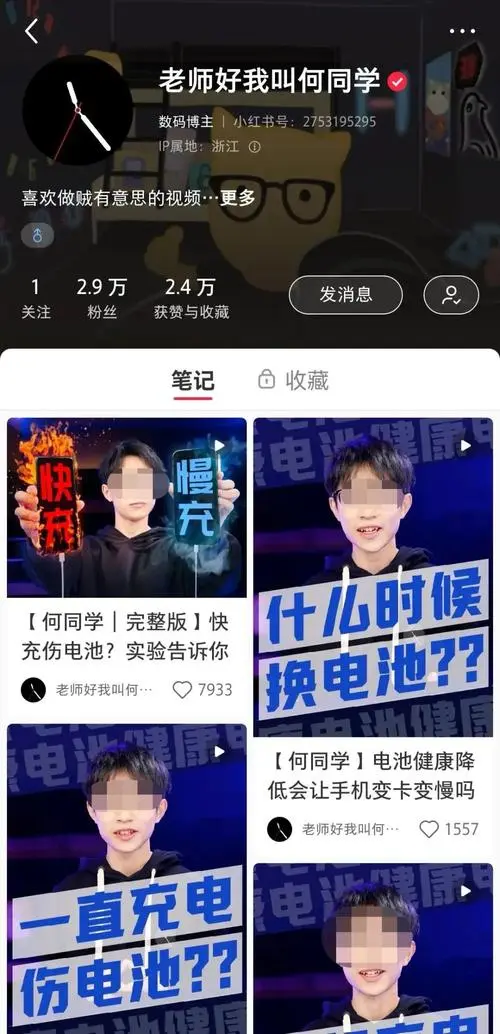 老师好我叫何同学
数码博主 | 小红书号：2753195295
IP属地：浙江
喜欢做贼有意思的视频…更多
1
关注
2.9 万
粉丝
2.4 万
获赞与收藏
发消息
笔记
收藏
快充
慢充
【何同学｜完整版】快
充伤电池？实验告诉你
老师好我叫何…
7933
电池健康
什么时候
换电池??
电池健康
【何同学】电池健康降
低会让手机变卡变慢吗
老师好我叫何…
1557
一直充电
伤电池??
电池健康